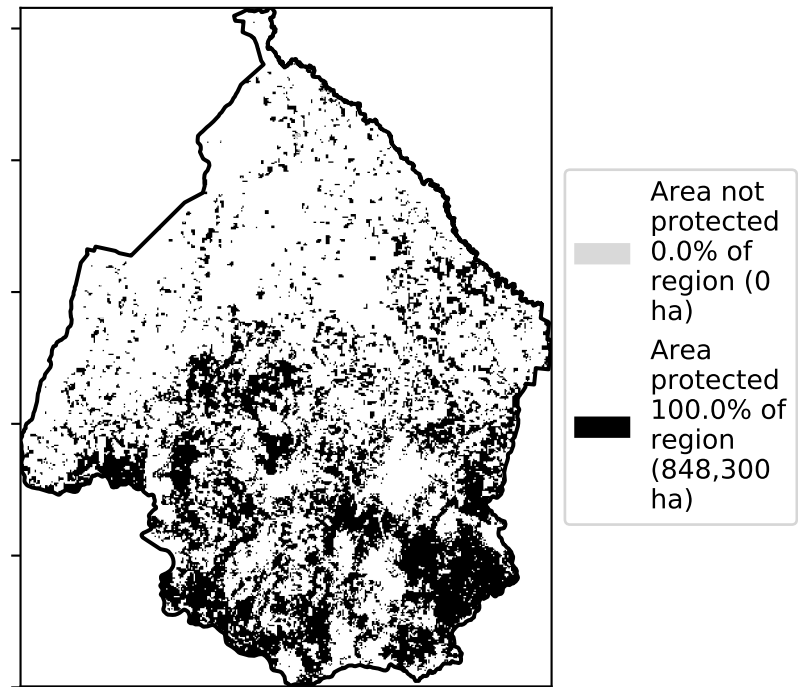 Area not
protected
0.0% of
region (0
ha)
Area
protected
100.0% of
region
(848,300
ha)